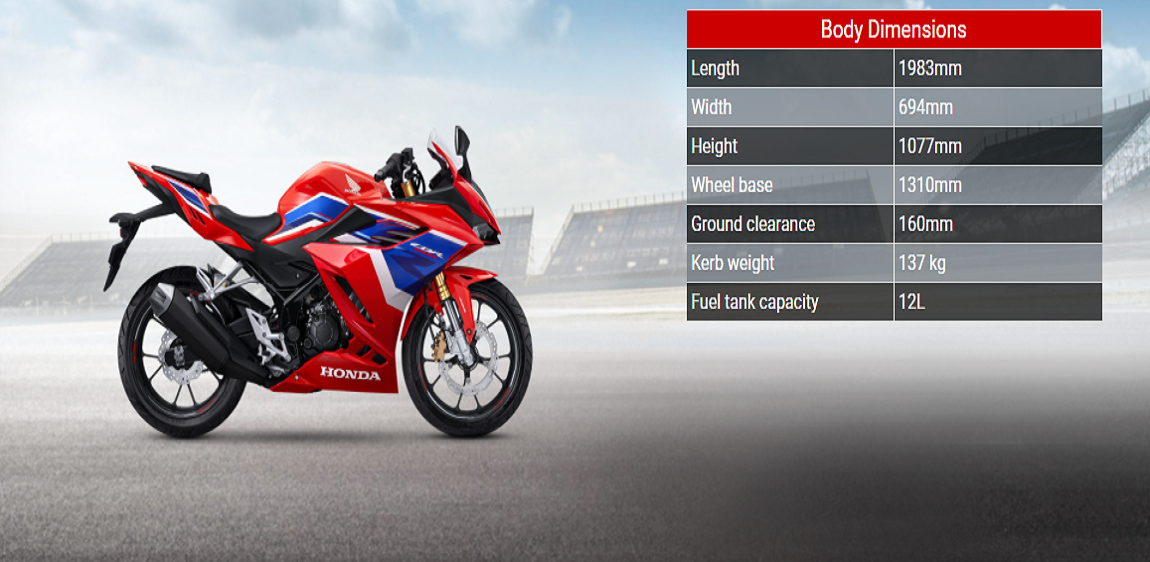 Body Dimensions
Length 1983mm
Width 694mm
Height 1077mm
Wheel base 1310mm
Ground clearance 160mm
Kerb weight 137 kg
Fuel tank capacity 12L
HONDA
HONDA